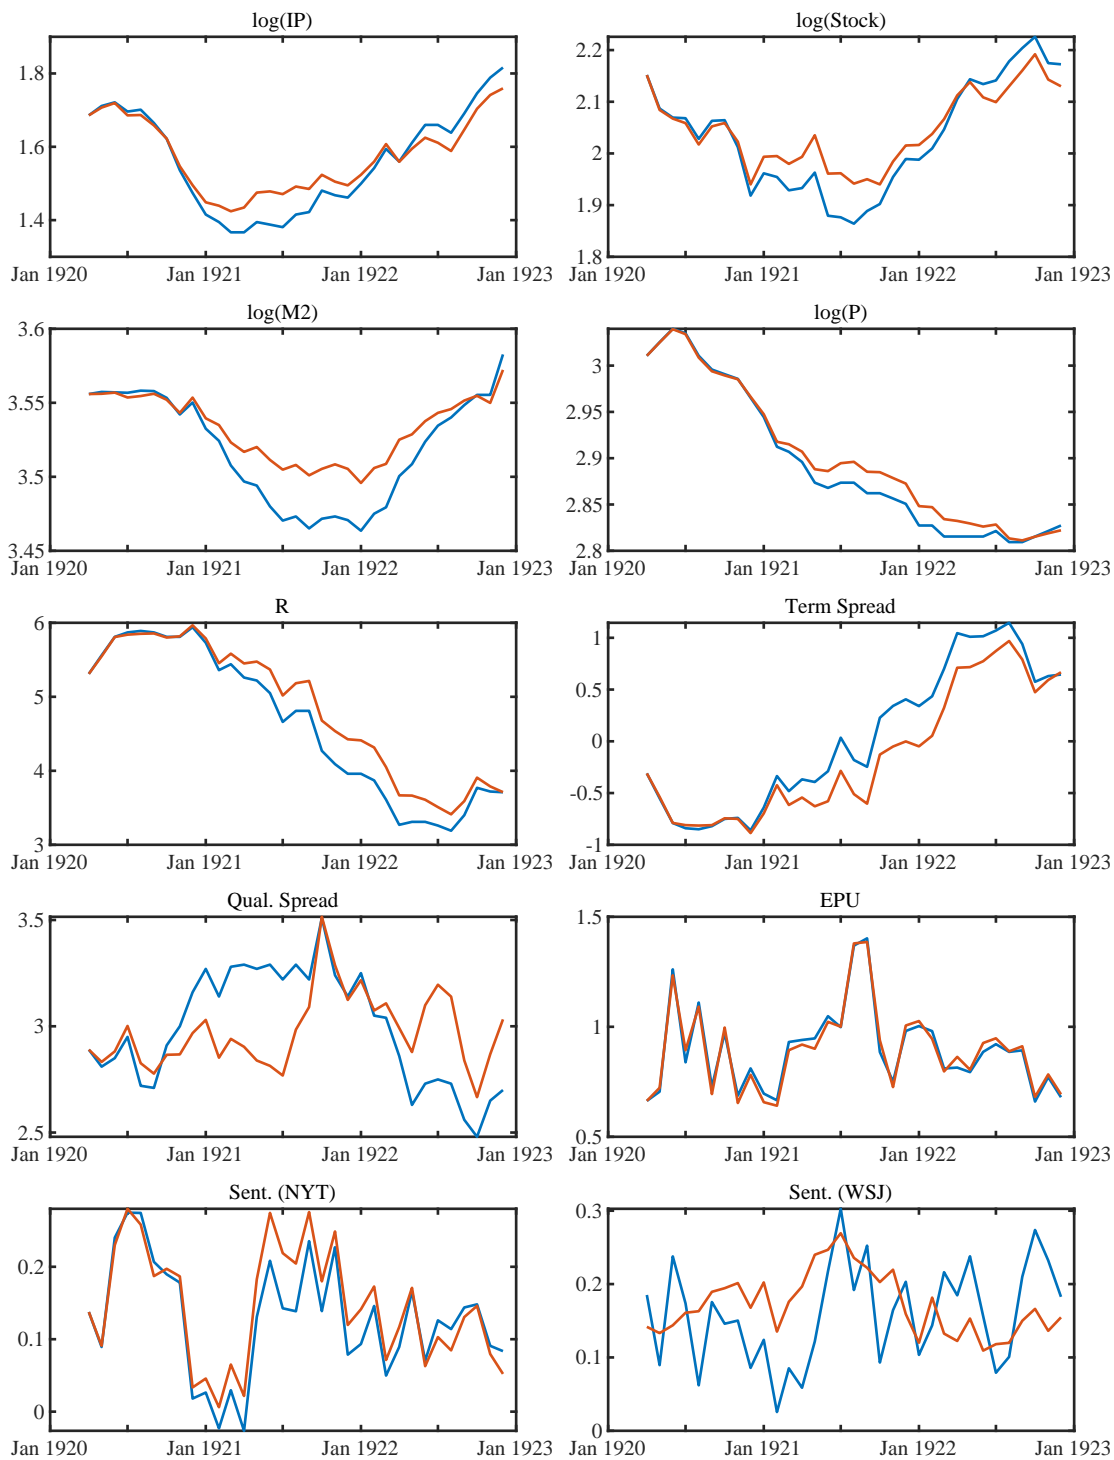 log(IP)
1.8
1.6
1.4
Jan 1920
Jan 1921
Jan 1922
Jan 1923
log(Stock)
2.2
2.1
2
1.9
1.8
Jan 1920
Jan 1921
Jan 1922
Jan 1923
log(M2)
3.6
3.55
3.5
3.45
Jan 1920
Jan 1921
Jan 1922
Jan 1923
log(P)
3
2.95
2.9
2.85
2.8
Jan 1920
Jan 1921
Jan 1922
Jan 1923
R
6
5
4
3
Jan 1920
Jan 1921
Jan 1922
Jan 1923
Term Spread
1
0.5
0
-0.5
-1
Jan 1920
Jan 1921
Jan 1922
Jan 1923
Qual. Spread
3.5
3
2.5
Jan 1920
Jan 1921
Jan 1922
Jan 1923
EPU
1.5
1
0.5
Jan 1920
Jan 1921
Jan 1922
Jan 1923
Sent. (NYT)
0.2
0.1
0
Jan 1920
Jan 1921
Jan 1922
Jan 1923
Sent. (WSJ)
0.3
0.2
0.1
0
Jan 1920
Jan 1921
Jan 1922
Jan 1923